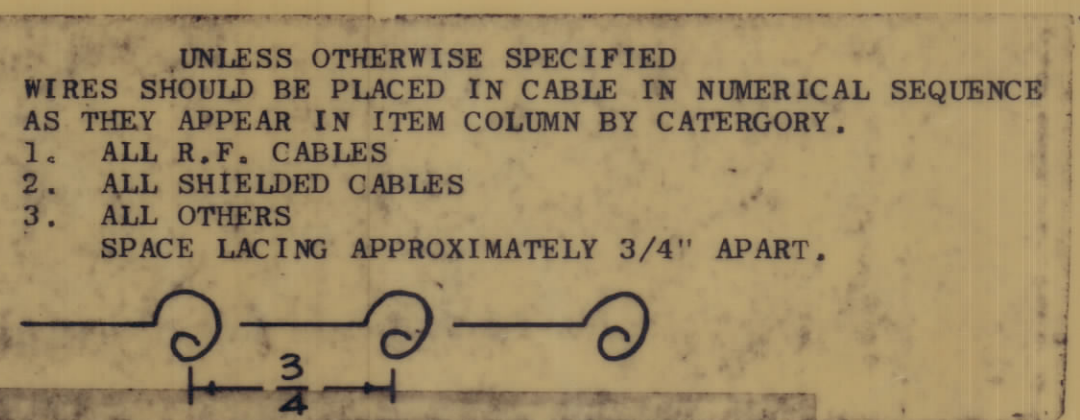 UNLESS OTHERWISE SPECIFIED
WIRES SHOULD BE PLACED IN CABLE IN NUMERICAL SEQUENCE
AS THEY APPEAR IN ITEM COLUMN BY CATERGORY.
1. ALL R.F. CABLES
2. ALL SHIELDED CABLES
3. ALL OTHERS
SPACE LACING APPROXIMATELY 3/4" APART.
3/4